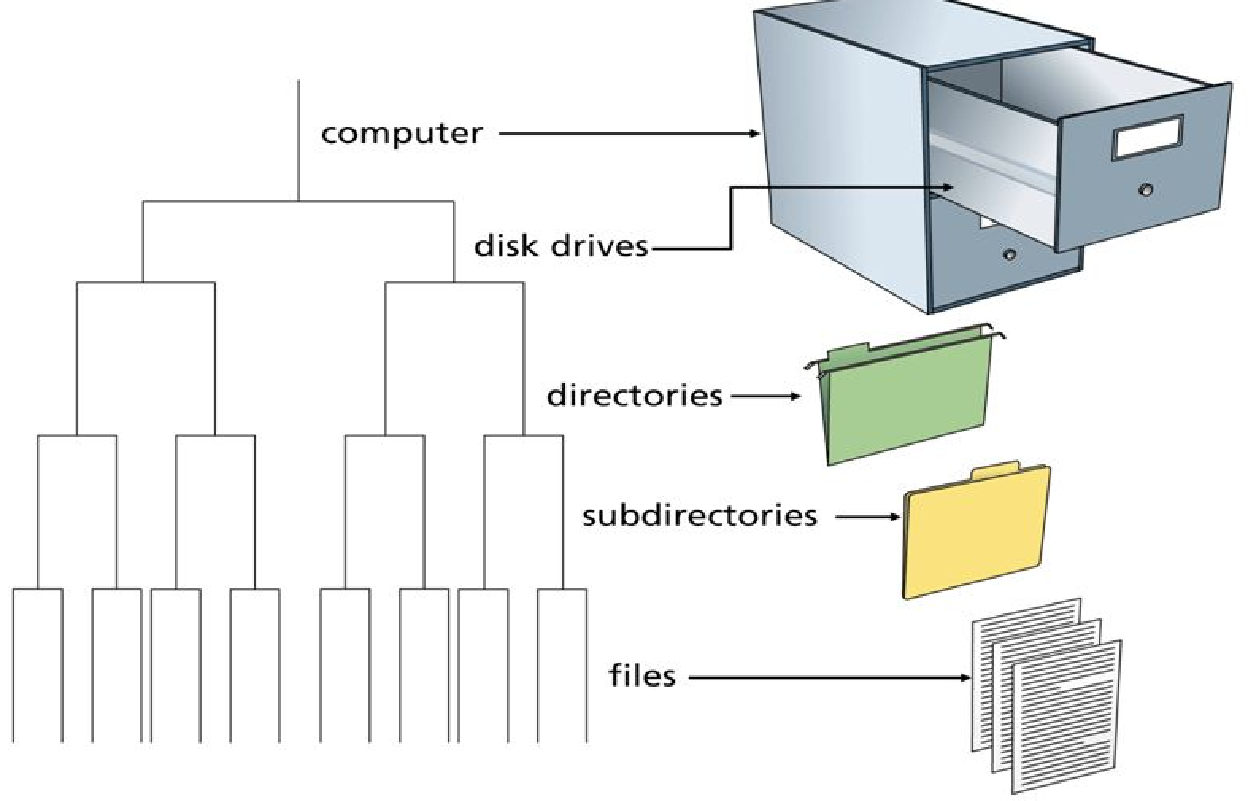 computer
disk drives
directories
subdirectories
files